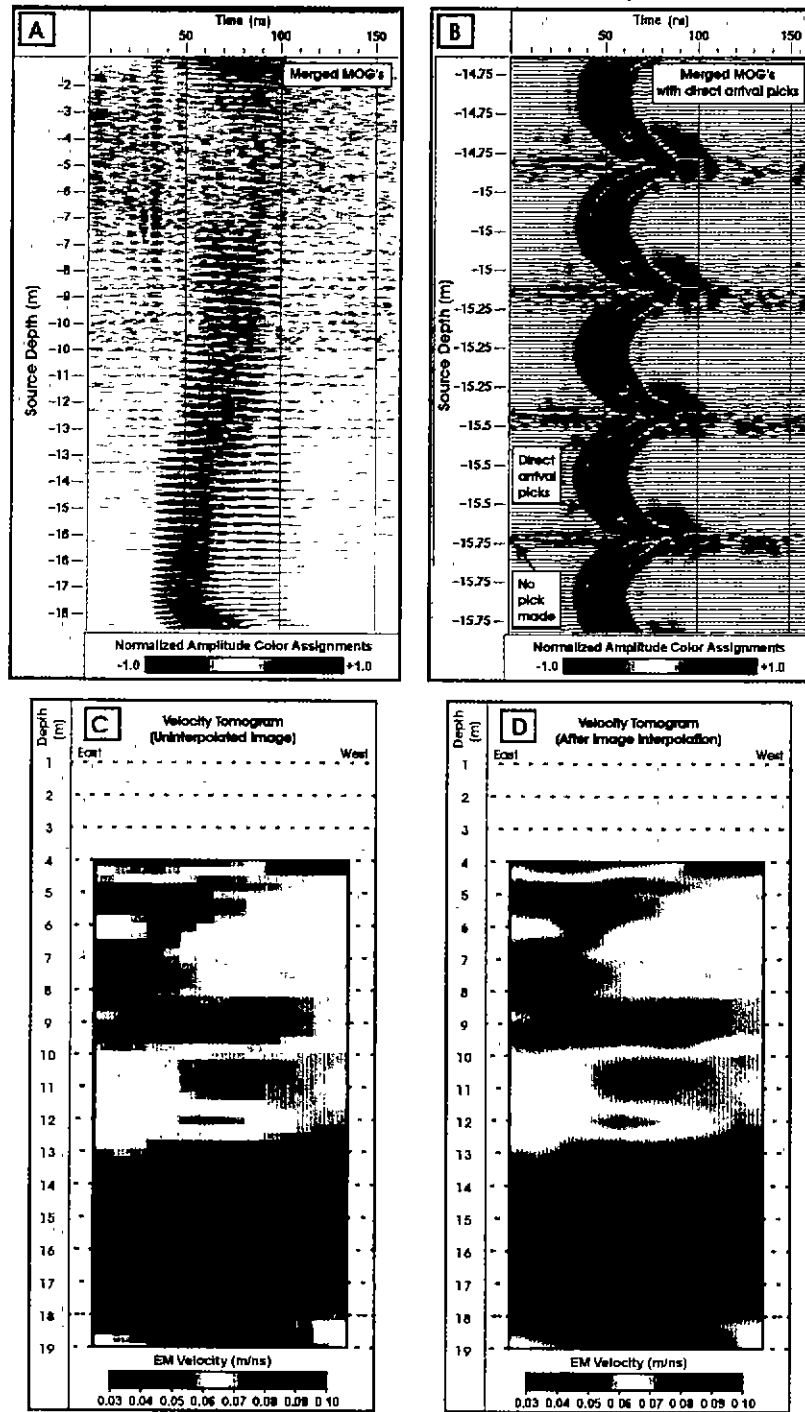 A
Time (ns)
50
100
150
Merged MOG's
Source Depth (m)
-2
-3
-4
-5
-6
-7
-7
-8
-9
-10
-10
-11
-12
-13
-13
-14
-15
-16
-16
-17
-18
Normalized Amplitude Color Assignments
-1.0
+1.0
B
Time (ns)
50
100
Merged MOG's
with direct arrival picks
Source Depth (m)
-14.75
-14.75
-14.75
-15
-15
-15
-15.25
-15.25
-15.25
-15.5
-15.5
-15.5
-15.75
-15.75
Direct
arrival
picks
No
pick
made
Normalized Amplitude Color Assignments
-1.0
+1.0
C
Velocity Tomogram
(Uninterpolated Image)
Depth
(m)
East
West
1
2
3
4
5
6
7
8
9
10
11
12
13
14
15
16
17
18
19
EM Velocity (m/ns)
0.03 0.04 0.05 0.06 0.07 0.08 0.09 0.10
D
Velocity Tomogram
(After Image Interpolation)
Depth
(m)
East
West
1
2
3
4
5
6
7
8
9
10
11
12
13
14
15
16
17
18
19
EM Velocity (m/ns)
0.03 0.04 0.05 0.06 0.07 0.08 0.09 0.10